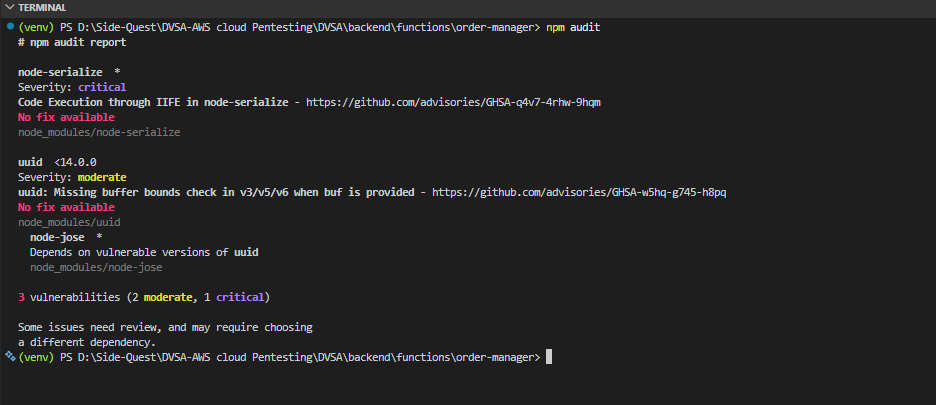 TERMINAL
(venv) PS D:\Side-Quest\DVSA-AWS cloud Pentesting\DVSA\backend\functions\order-manager> npm audit
# npm audit report
node-serialize  *
Severity: critical
Code Execution through IIFE in node-serialize - https://github.com/advisories/GHSA-q4v7-4rhw-9hqm
No fix available
node_modules/node-serialize
uuid  <14.0.0
Severity: moderate
uuid: Missing buffer bounds check in v3/v5/v6 when buf is provided - https://github.com/advisories/GHSA-w5hq-g745-h8pq
No fix available
node_modules/uuid
  node-jose  *
  Depends on vulnerable versions of uuid
  node_modules/node-jose
3 vulnerabilities (2 moderate, 1 critical)
Some issues need review, and may require choosing
a different dependency.
(venv) PS D:\Side-Quest\DVSA-AWS cloud Pentesting\DVSA\backend\functions\order-manager>